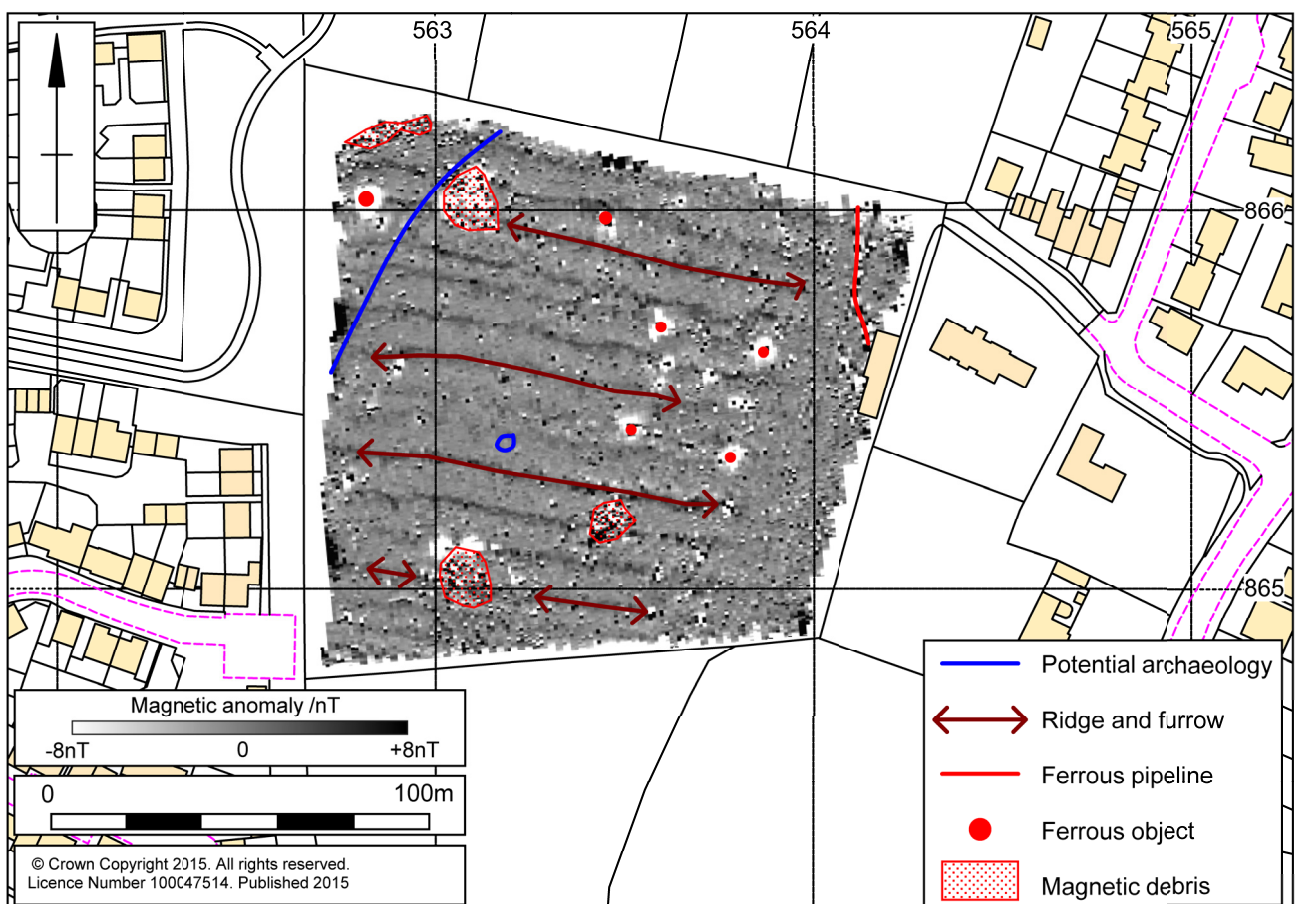 563
564
565
866
865
Magnetic anomaly /nT
-8nT 0 +8nT
0 100m
© Crown Copyright 2015. All rights reserved.
Licence Number 100047514. Published 2015
Potential archaeology
Ridge and furrow
Ferrous pipeline
Ferrous object
Magnetic debris